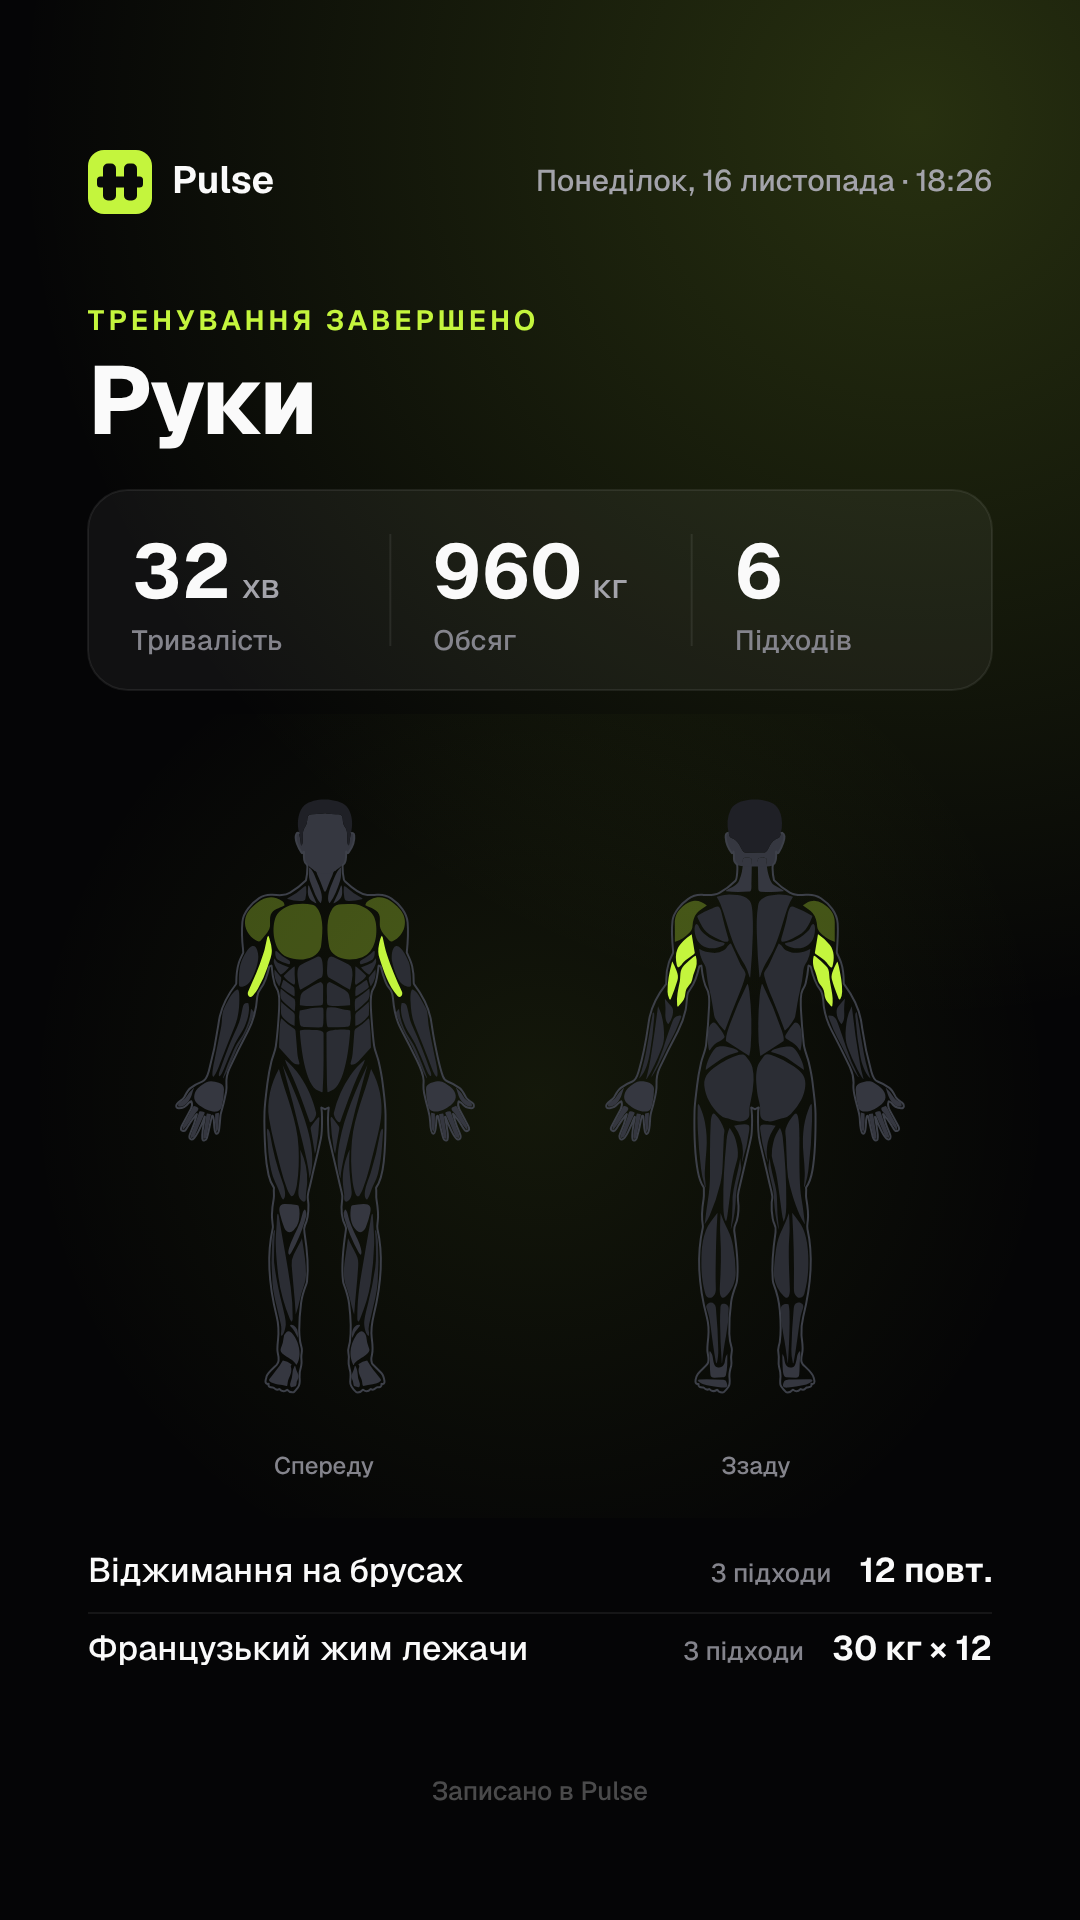 Pulse
Понеділок, 16 листопада · 18:26
ТРЕНУВАННЯ ЗАВЕРШЕНО
Руки
32 хв
Тривалість
960 кг
Обсяг
6
Підходів
Спереду
Ззаду
Віджимання на брусах 3 підходи 12 повт.
Французький жим лежачи 3 підходи 30 кг × 12
Записано в Pulse